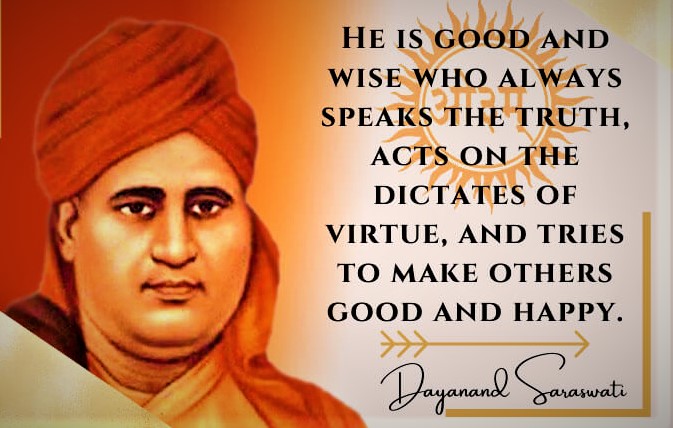 ओ३म्
HE IS GOOD AND
WISE WHO ALWAYS
SPEAKS THE TRUTH,
ACTS ON THE
DICTATES OF
VIRTUE, AND TRIES
TO MAKE OTHERS
GOOD AND HAPPY.
Dayanand Saraswati